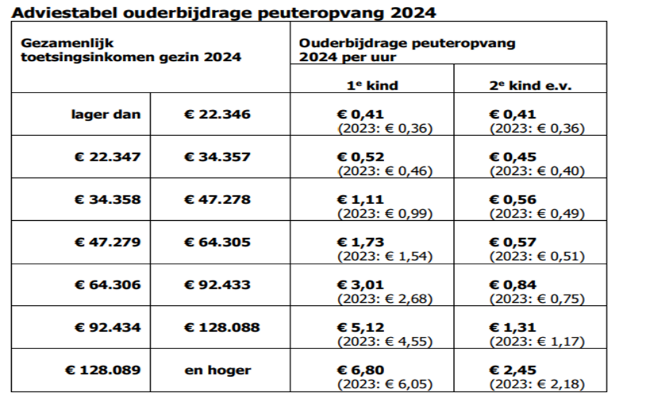 Adviestabel ouderbijdrage peuteropvang 2024
Gezamenlijk
toetsingsinkomen gezin 2024
Ouderbijdrage peuteropvang
2024 per uur
1e kind
2e kind e.v.
lager dan € 22.346 € 0,41 € 0,41
(2023: € 0,36) (2023: € 0,36)
€ 22.347 € 34.357 € 0,52 € 0,45
(2023: € 0,46) (2023: € 0,40)
€ 34.358 € 47.278 € 1,11 € 0,56
(2023: € 0,99) (2023: € 0,49)
€ 47.279 € 64.305 € 1,73 € 0,57
(2023: € 1,54) (2023: € 0,51)
€ 64.306 € 92.433 € 3,01 € 0,84
(2023: € 2,68) (2023: € 0,75)
€ 92.434 € 128.088 € 5,12 € 1,31
(2023: € 4,55) (2023: € 1,17)
€ 128.089 en hoger € 6,80 € 2,45
(2023: € 6,05) (2023: € 2,18)